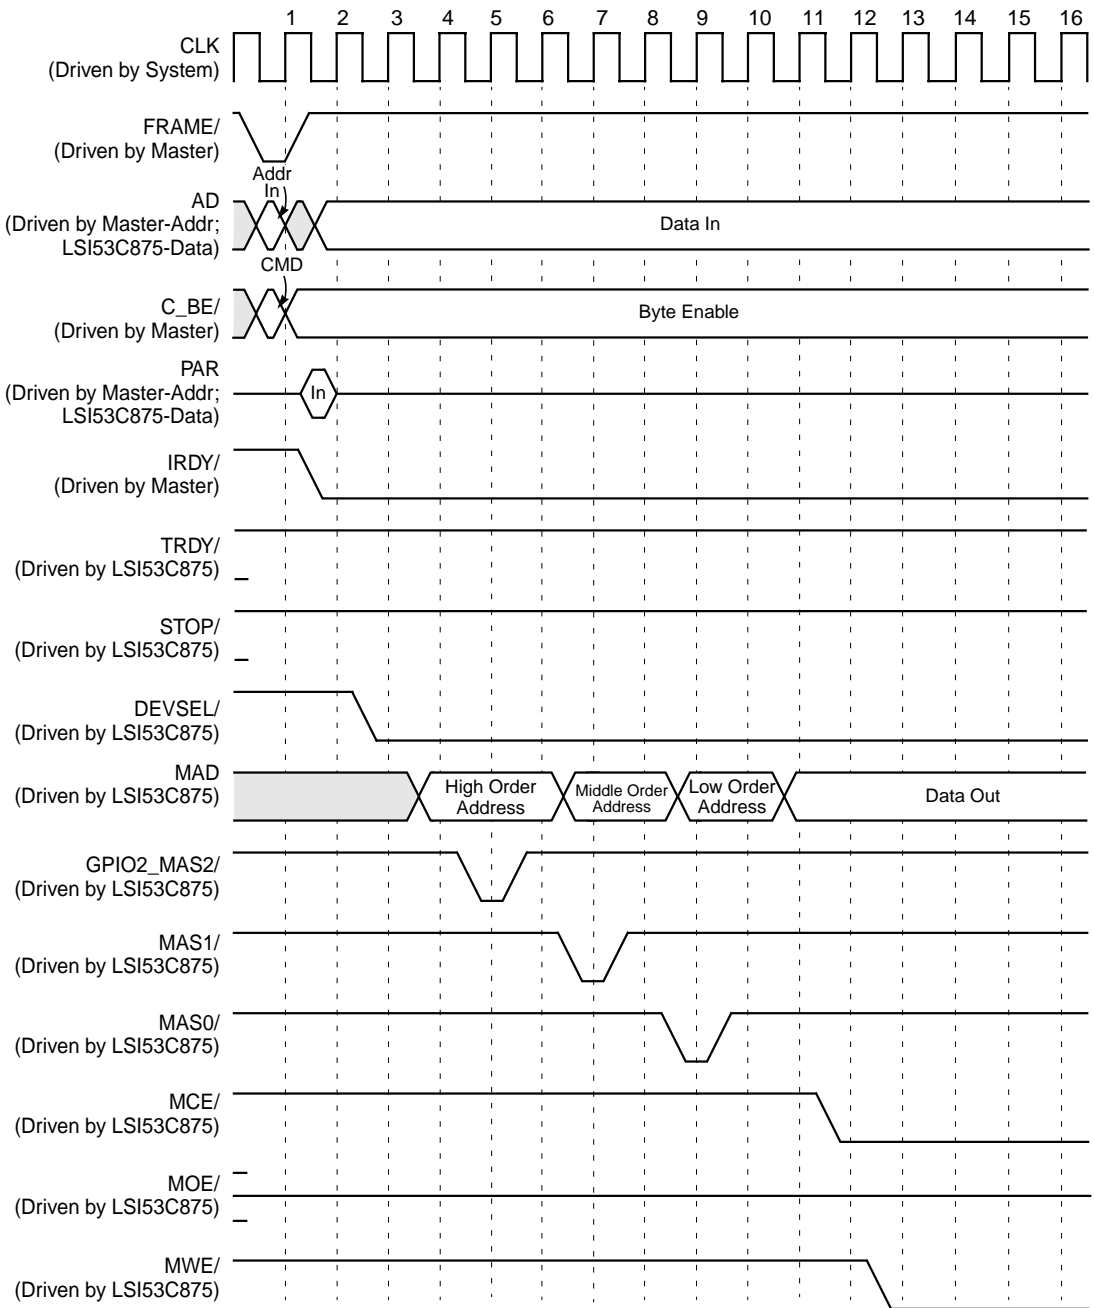 1 2 3 4 5 6 7 8 9 10 11 12 13 14 15 16
CLK
(Driven by System)
FRAME/
(Driven by Master)
Addr
In
AD
(Driven by Master-Addr;
LSI53C875-Data)
Data In
CMD
C_BE/
(Driven by Master)
Byte Enable
PAR
(Driven by Master-Addr;
LSI53C875-Data)
In
IRDY/
(Driven by Master)
TRDY/
(Driven by LSI53C875)
STOP/
(Driven by LSI53C875)
DEVSEL/
(Driven by LSI53C875)
MAD
(Driven by LSI53C875)
High Order
Address
Middle Order
Address
Low Order
Address
Data Out
GPIO2_MAS2/
(Driven by LSI53C875)
MAS1/
(Driven by LSI53C875)
MAS0/
(Driven by LSI53C875)
MCE/
(Driven by LSI53C875)
MOE/
(Driven by LSI53C875)
MWE/
(Driven by LSI53C875)